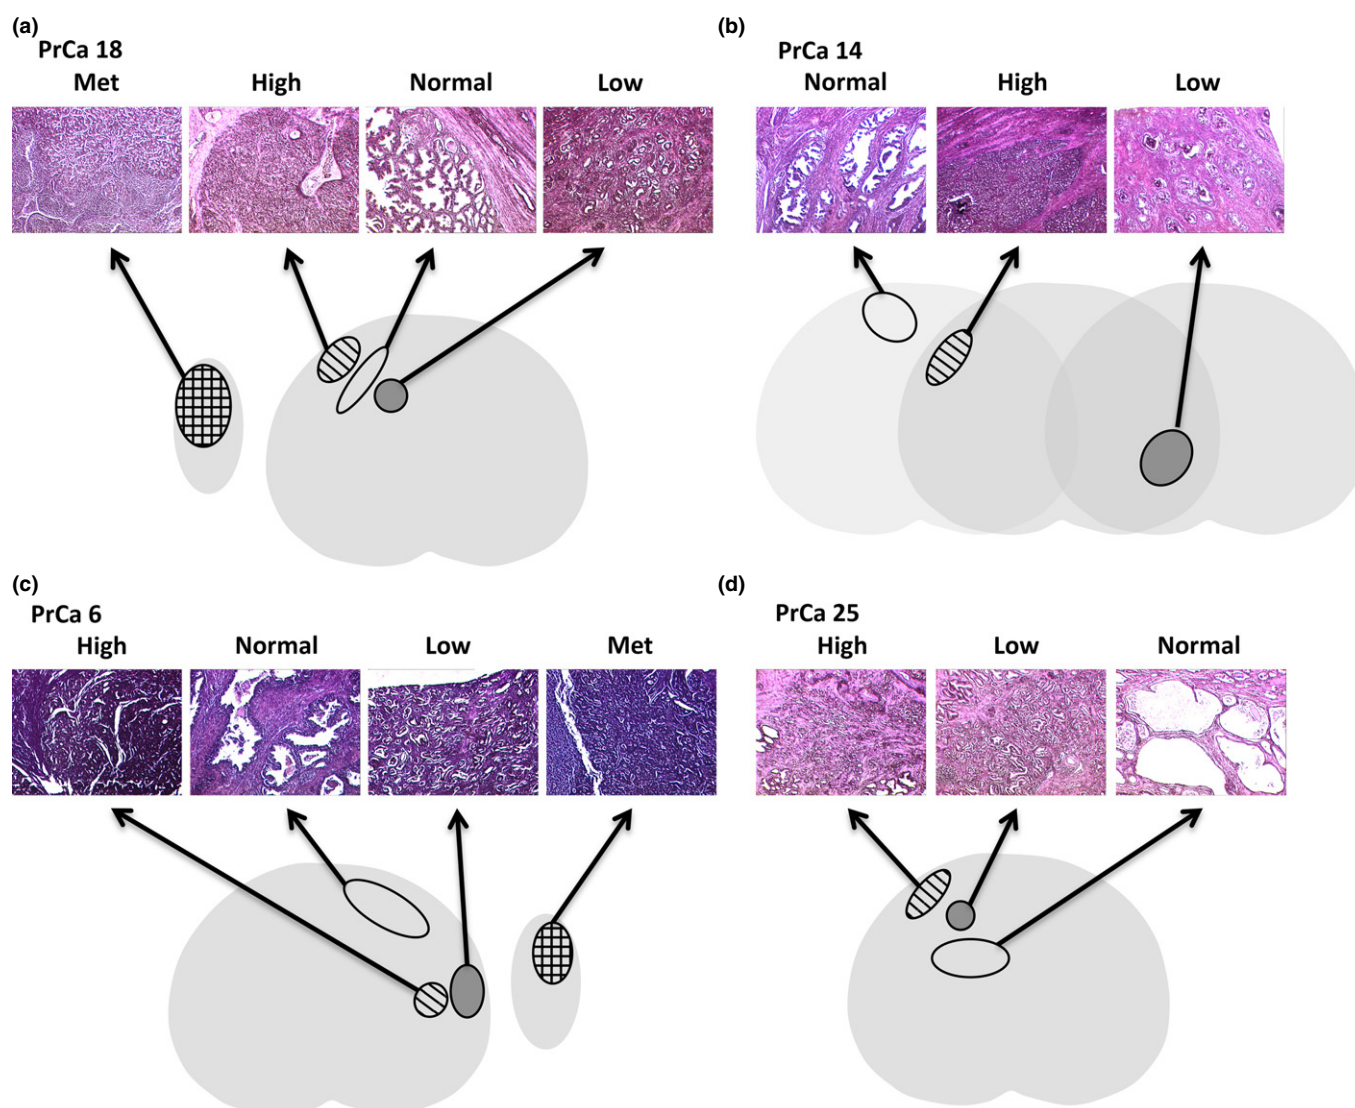 (a)
PrCa 18
Met High Normal Low
(b)
PrCa 14
Normal High Low
(c)
PrCa 6
High Normal Low Met
(d)
PrCa 25
High Low Normal